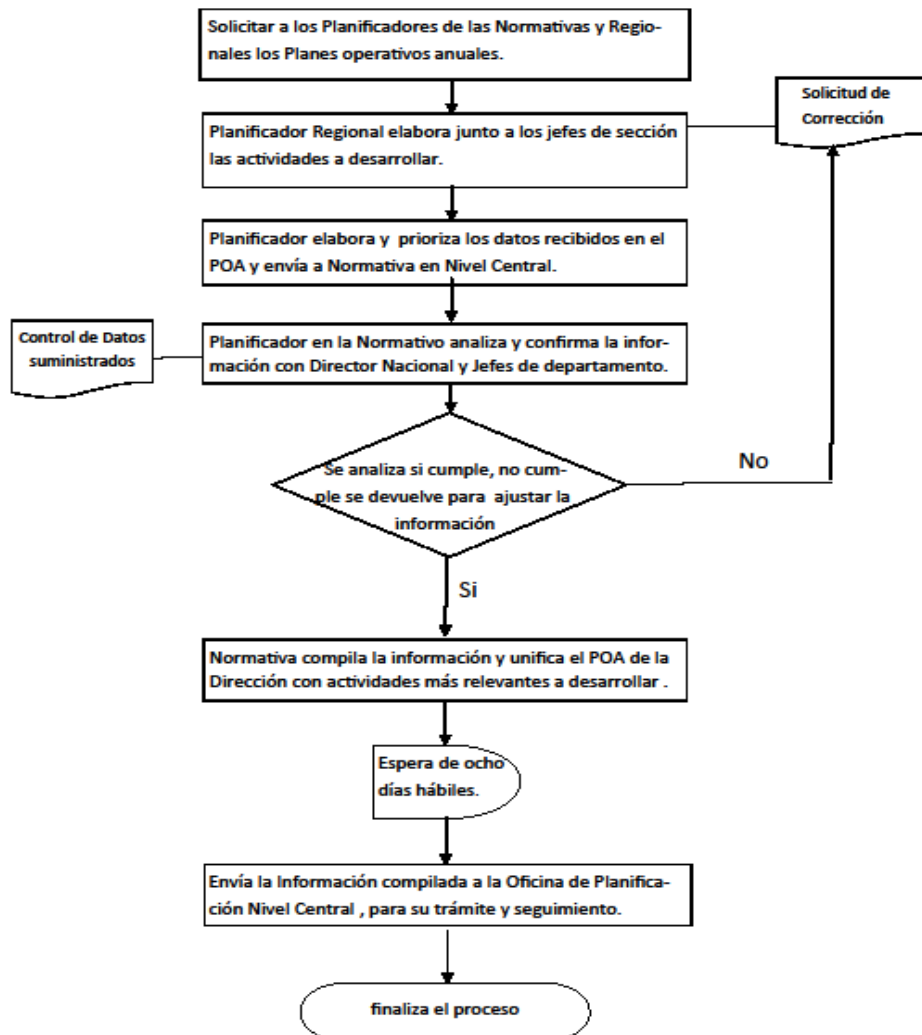 Solicitar a los Planificadores de las Normativas y Regio-
nales los Planes operativos anuales.
Solicitud de
Corrección
Planificador Regional elabora junto a los jefes de sección
las actividades a desarrollar.
Planificador elabora y prioriza los datos recibidos en el
POA y envía a Normativa en Nivel Central.
Control de Datos
suministrados
Planificador en la Normativo analiza y confirma la infor-
mación con Director Nacional y Jefes de departamento.
Se analiza si cumple, no cum-
ple se devuelve para ajustar la
información
No
Si
Normativa compila la información y unifica el POA de la
Dirección con actividades más relevantes a desarrollar .
Espera de ocho
días hábiles.
Envía la Información compilada a la Oficina de Planifica-
ción Nivel Central , para su trámite y seguimiento.
finaliza el proceso